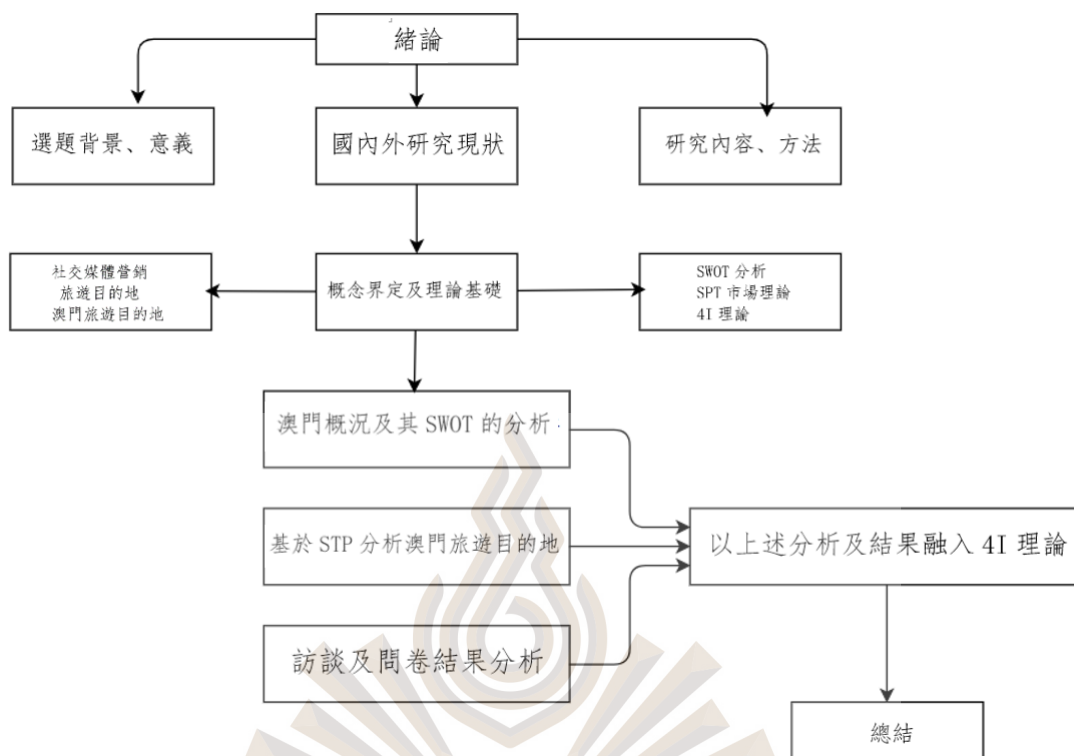 緒論
選題背景、意義
國內外研究現狀
研究內容、方法
社交媒體營銷
旅遊目的地
澳門旅遊目的地
概念界定及理論基礎
SWOT 分析
SPT 市場理論
4I 理論
澳門概況及其 SWOT 的分析
基於 STP 分析澳門旅遊目的地
以上述分析及結果融入 4I 理論
訪談及問卷結果分析
總結